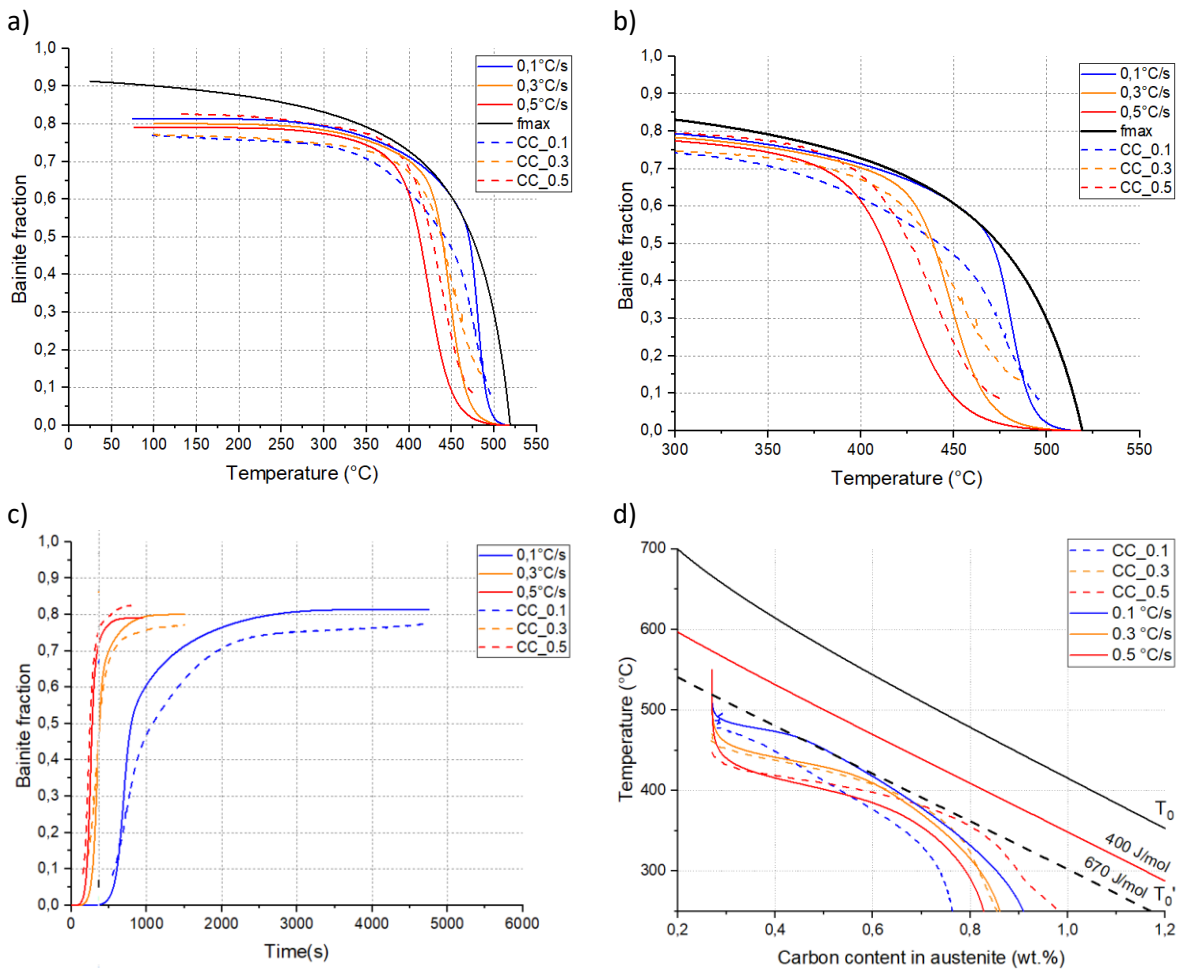 a)
1,0
0,9
0,8
0,7
0,6
0,5
0,4
0,3
0,2
0,1
0,0
Bainite fraction
0 50 100 150 200 250 300 350 400 450 500 550
Temperature (°C)
0,1°C/s
0,3°C/s
0,5°C/s
fmax
CC_0.1
CC_0.3
CC_0.5
b)
1,0
0,9
0,8
0,7
0,6
0,5
0,4
0,3
0,2
0,1
0,0
Bainite fraction
300 350 400 450 500 550
Temperature (°C)
0,1°C/s
0,3°C/s
0,5°C/s
fmax
CC_0.1
CC_0.3
CC_0.5
c)
1,0
0,9
0,8
0,7
0,6
0,5
0,4
0,3
0,2
0,1
0,0
Bainite fraction
0 1000 2000 3000 4000 5000 6000
Time(s)
0,1°C/s
0,3°C/s
0,5°C/s
CC_0.1
CC_0.3
CC_0.5
d)
700
600
500
400
300
Temperature (°C)
0,2 0,4 0,6 0,8 1,0 1,2
Carbon content in austenite (wt.%)
CC_0.1
CC_0.3
CC_0.5
0.1 °C/s
0.3 °C/s
0.5 °C/s
T0
400 J/mol
670 J/mol
T0'